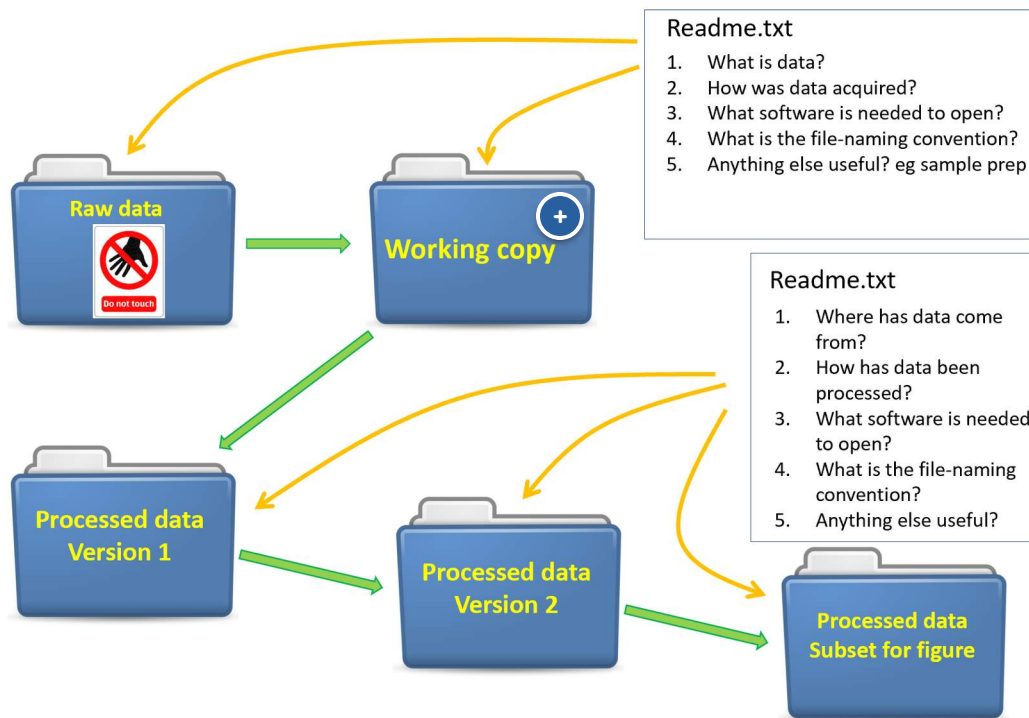 Readme.txt
1. What is data?
2. How was data acquired?
3. What software is needed to open?
4. What is the file-naming convention?
5. Anything else useful? eg sample prep
Raw data
Do not touch
Working copy
+
Readme.txt
1. Where has data come
from?
2. How has data been
processed?
3. What software is needed
to open?
4. What is the file-naming
convention?
5. Anything else useful?
Processed data
Version 1
Processed data
Version 2
Processed data
Subset for figure